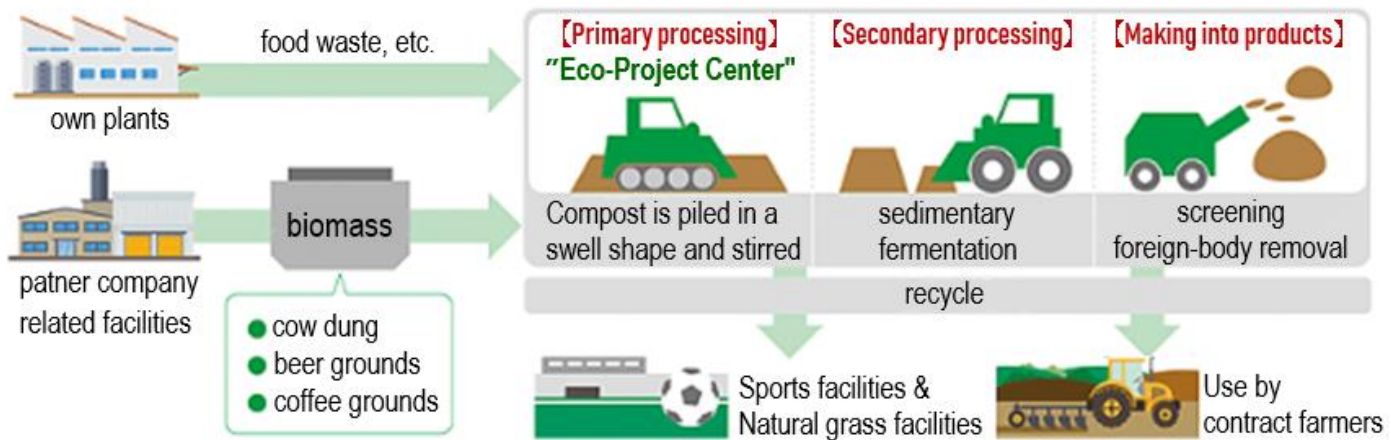 food waste, etc.
own plants
patner company
related facilities
biomass
cow dung
beer grounds
coffee grounds
【Primary processing】
"Eco-Project Center"
Compost is piled in a
swell shape and stirred
【Secondary processing】
sedimentary
fermentation
【Making into products】
screening
foreign-body removal
recycle
Sports facilities &
Natural grass facilities
Use by
contract farmers